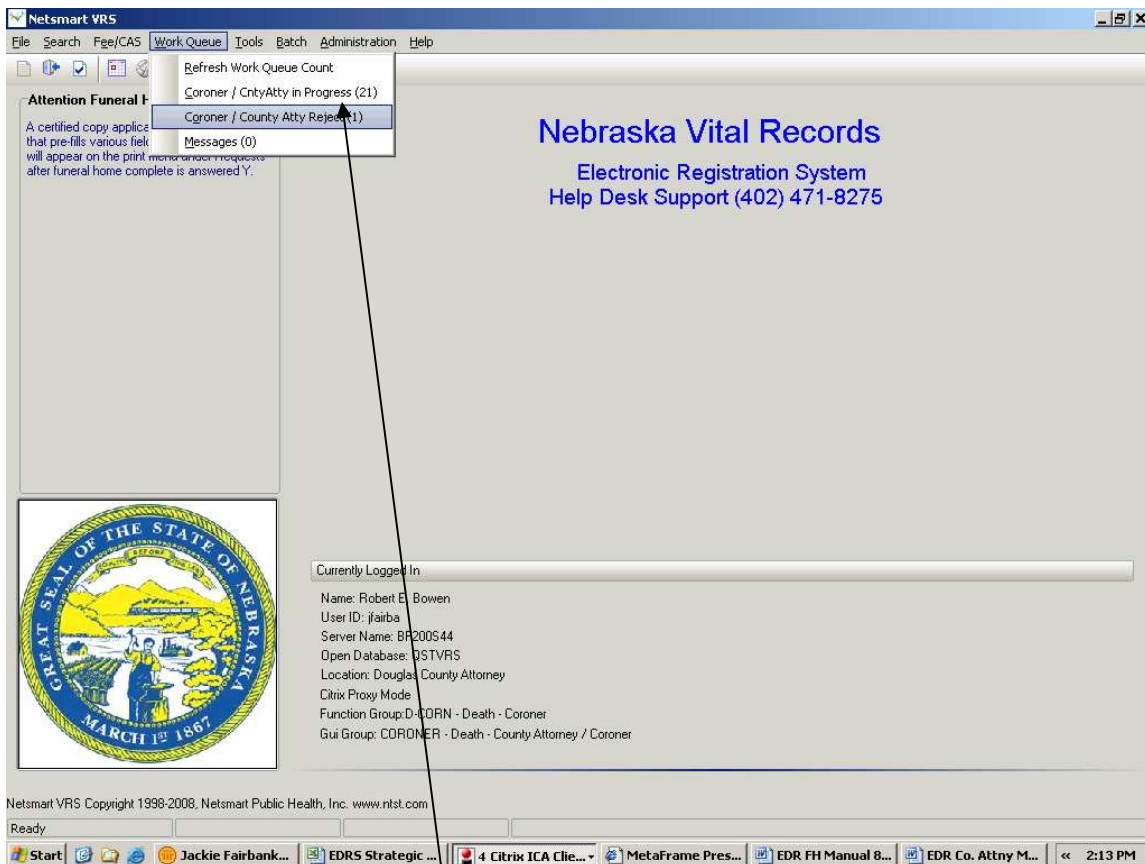 Netsmart VRS
File Search Fee/CAS Work Queue Tools Batch Administration Help
Refresh Work Queue Count
Coroner / CntyAtty in Progress (21)
Coroner / County Atty Reject (1)
Messages (0)
Attention Funeral H
A certified copy applica
that pre-fills various field
will appear on the print menu under Requests
after funeral home complete is answered Y.
Nebraska Vital Records
Electronic Registration System
Help Desk Support (402) 471-8275
GREAT SEAL OF THE STATE OF NEBRASKA
EQUALITY BEFORE THE LAW
MARCH 1ST 1867
Currently Logged In
Name: Robert E. Bowen
User ID: jfairba
Server Name: BP200S44
Open Database: QSTVRS
Location: Douglas County Attorney
Citrix Proxy Mode
Function Group:D-CORN - Death - Coroner
Gui Group: CORONER - Death - County Attorney / Coroner
Netsmart VRS Copyright 1998-2008, Netsmart Public Health, Inc. www.ntst.com
Ready
Start Jackie Fairbank... EDRS Strategic ... 4 Citrix ICA Clie... MetaFrame Pres... EDR FH Manual 8... EDR Co. Attny M... « 2:13 PM